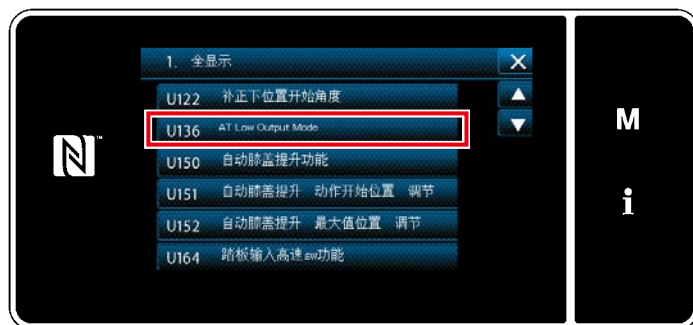 1. 全显示
U122 补正下位置开始角度
U136 AT Low Output Mode
U150 自动膝盖提升功能
U151 自动膝盖提升 动作开始位置 调节
U152 自动膝盖提升 最大值位置 调节
U164 踏板输入高速sw功能
M
i